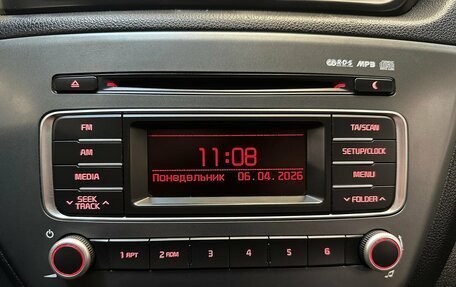 RDS MP3
FM
AM
MEDIA
SEEK
TRACK
11:08
Понедельник 06.04.2026
TA/SCAN
SETUP/CLOCK
MENU
FOLDER
1 RPT 2 RDM 3 4 5 6